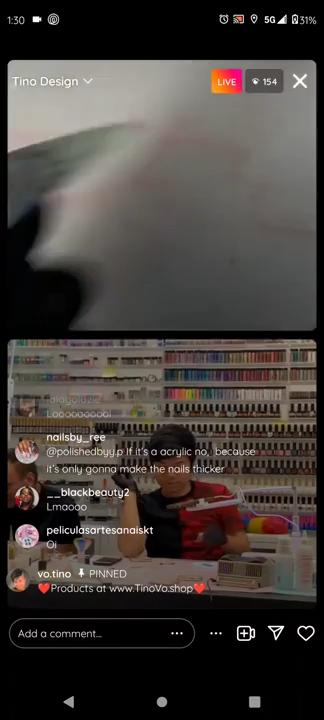 1:30
5G
31%
Tino Design
LIVE
154
Loooooooool
nailsby_ree
@polishedbyy.p If it's a acrylic no, because
it's only gonna make the nails thicker
__blackbeauty2
Lmaooo
peliculasartesanaiskt
Oi
vo.tino PINNED
❤️Products at www.TinoVo.shop❤️
Add a comment...